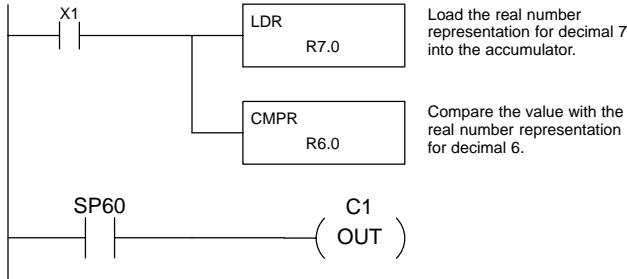 X1
LDR
R7.0
Load the real number
representation for decimal 7
into the accumulator.
CMPR
R6.0
Compare the value with the
real number representation
for decimal 6.
SP60
C1
OUT